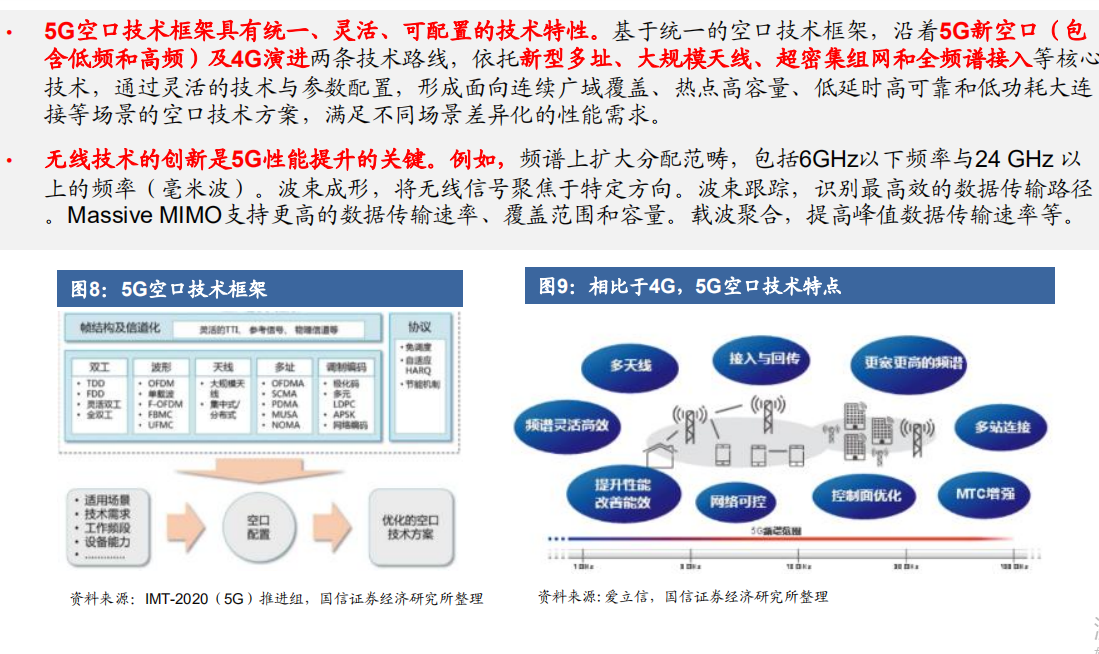 • 5G空口技术框架具有统一、灵活、可配置的技术特性。基于统一的空口技术框架，沿着5G新空口（包
含低频和高频）及4G演进两条技术路线，依托新型多址、大规模天线、超密集组网和全频谱接入等核心
技术，通过灵活的技术与参数配置，形成面向连续广域覆盖、热点高容量、低延时高可靠和低功耗大连
接等场景的空口技术方案，满足不同场景差异化的性能需求。
• 无线技术的创新是5G性能提升的关键。例如，频谱上扩大分配范畴，包括6GHz以下频率与24 GHz 以
上的频率（毫米波）。波束成形，将无线信号聚焦于特定方向。波束跟踪，识别最高效的数据传输路径
。Massive MIMO支持更高的数据传输速率、覆盖范围和容量。载波聚合，提高峰值数据传输速率等。
图8：5G空口技术框架
帧结构及信道化
灵活的TTI、参考信号、物理信道等
协议
• 免调度
• 自适应
HARQ
• 节能机制
双工
• TDD
• FDD
• 灵活双工
• 全双工
波形
• OFDM
• 单载波
• F-OFDM
• FBMC
• UFMC
天线
• 大规模天
线
• 集中式/
分布式
多址
• OFDMA
• SCMA
• PDMA
• MUSA
• NOMA
调制编码
• 极化码
• 多元
LDPC
• APSK
• 网络编码
• 适用场景
• 技术需求
• 工作频段
• 设备能力
• …………
空口
配置
优化的空口
技术方案
资料来源：IMT-2020（5G）推进组，国信证券经济研究所整理
图9：相比于4G，5G空口技术特点
多天线
接入与回传
更宽更高的频谱
频谱灵活高效
多站连接
提升性能
改善能效
网络可控
控制面优化
MTC增强
5G频谱范围
1 GHz
3 GHz
10 GHz
30 GHz
100 GHz
资料来源: 爱立信，国信证券经济研究所整理